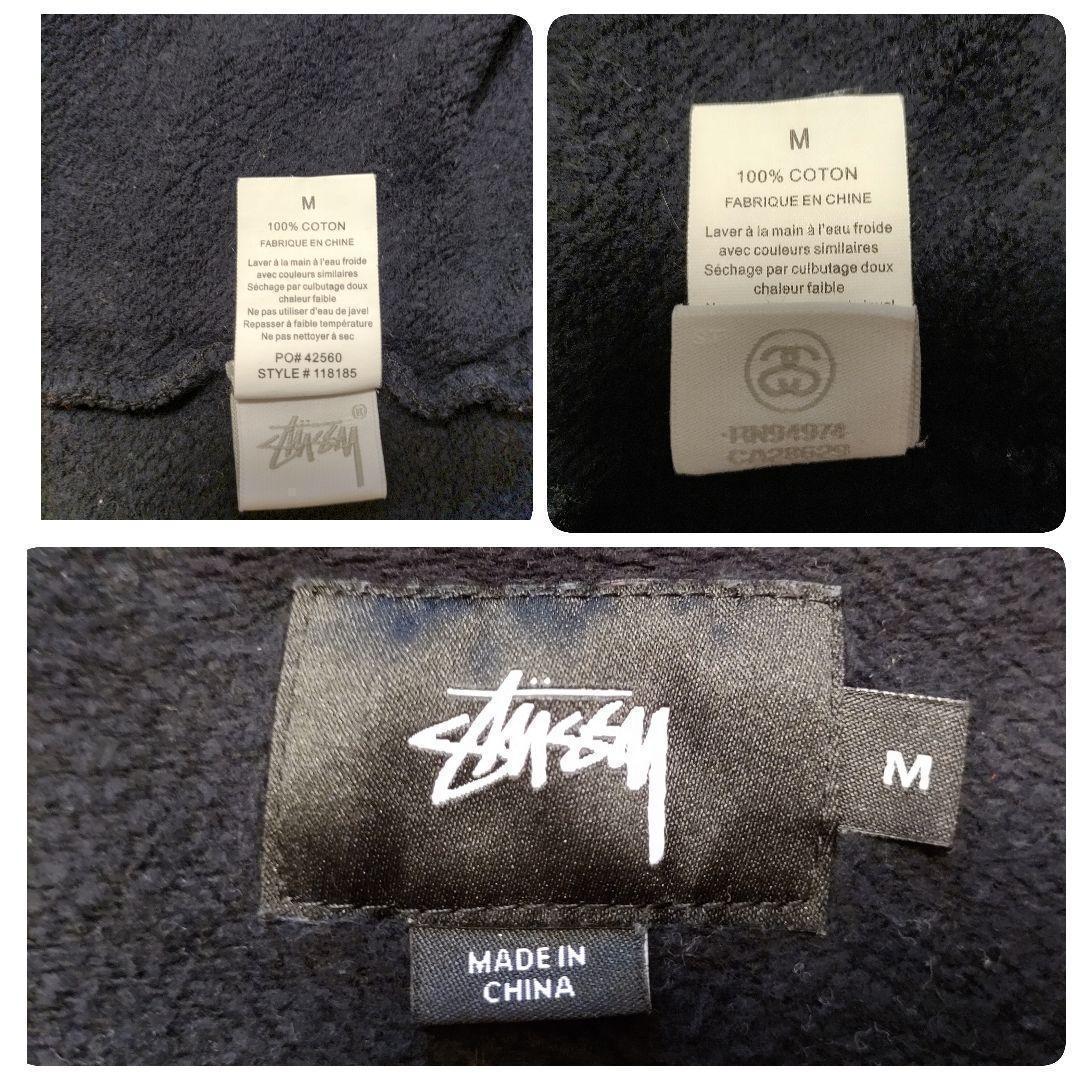 M
100% COTON
FABRIQUE EN CHINE
Laver à la main à l'eau froide
avec couleurs similaires
Séchage par culbutage doux
chaleur faible
Ne pas utiliser d'eau de javel
Repasser à faible température
Ne pas nettoyer à sec
PO# 42560
STYLE # 118185
STÜSSY
M
100% COTON
FABRIQUE EN CHINE
Laver à la main à l'eau froide
avec couleurs similaires
Séchage par culbutage doux
chaleur faible
RN94974
CA28629
STÜSSY
M
MADE IN
CHINA